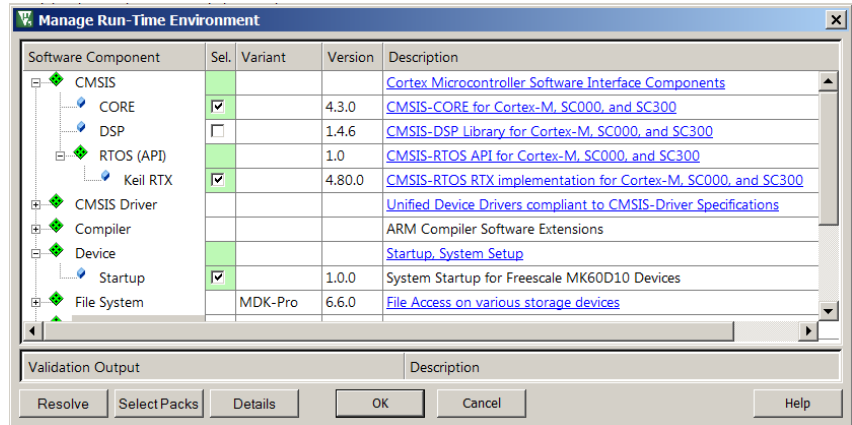 Manage Run-Time Environment
Software Component Sel. Variant Version Description
CMSIS Cortex Microcontroller Software Interface Components
CORE 4.3.0 CMSIS-CORE for Cortex-M, SC000, and SC300
DSP 1.4.6 CMSIS-DSP Library for Cortex-M, SC000, and SC300
RTOS (API) 1.0 CMSIS-RTOS API for Cortex-M, SC000, and SC300
Keil RTX 4.80.0 CMSIS-RTOS RTX implementation for Cortex-M, SC000, and SC300
CMSIS Driver Unified Device Drivers compliant to CMSIS-Driver Specifications
Compiler ARM Compiler Software Extensions
Device Startup, System Setup
Startup 1.0.0 System Startup for Freescale MK60D10 Devices
File System MDK-Pro 6.6.0 File Access on various storage devices
Validation Output Description
Resolve Select Packs Details OK Cancel Help